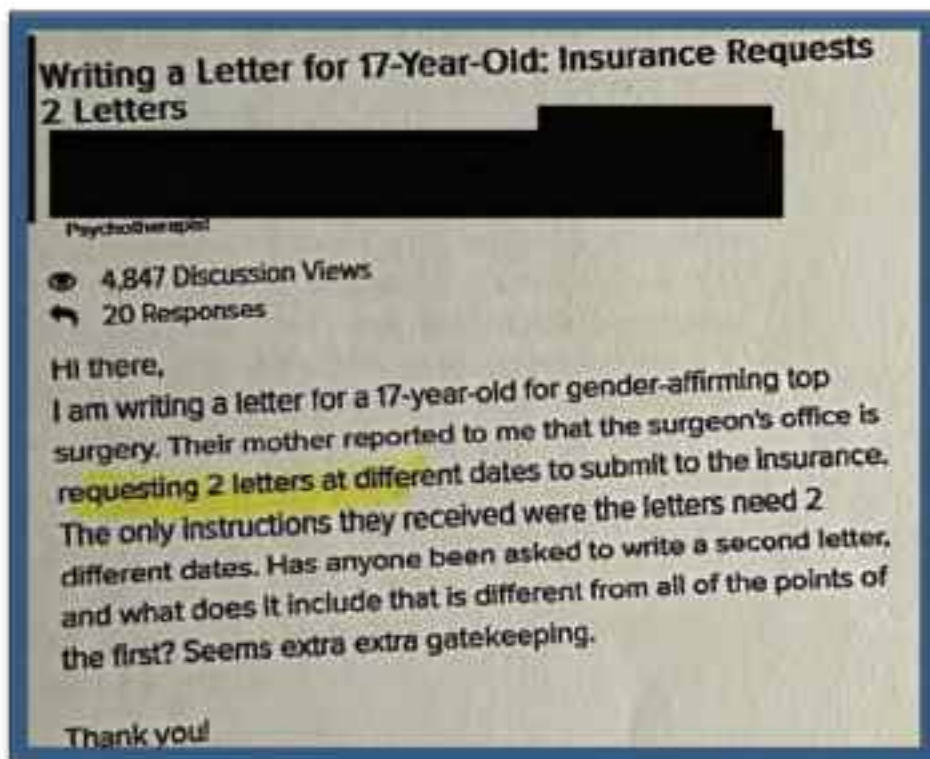 Writing a Letter for 17-Year-Old: Insurance Requests
2 Letters
Psychotherapist
4,847 Discussion Views
20 Responses
Hi there,
I am writing a letter for a 17-year-old for gender-affirming top
surgery. Their mother reported to me that the surgeon's office is
requesting 2 letters at different dates to submit to the insurance.
The only instructions they received were the letters need 2
different dates. Has anyone been asked to write a second letter,
and what does it include that is different from all of the points of
the first? Seems extra extra gatekeeping.
Thank you!